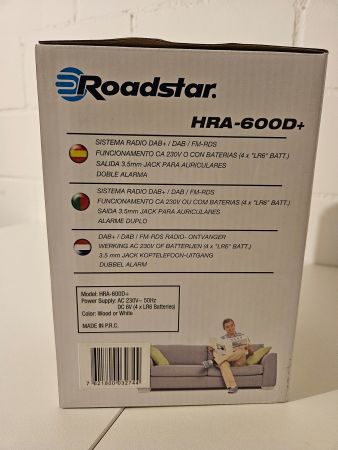 Roadstar.
HRA-600D+
SISTEMA RADIO DAB+ / DAB / FM-RDS
FUNCIONAMENTO CA 230V O CON BATERIAS (4 x "LR6" BATT.)
SALIDA 3.5mm JACK PARA AURICULARES
DOBLE ALARMA
SISTEMA RADIO DAB+ / DAB / FM-RDS
FUNCIONAMENTO CA 230V OU COM BATERIAS (4 x "LR6" BATT.)
SAIDA 3.5mm JACK PARA AURICULARES
ALARME DUPLO
DAB+ / DAB / FM-RDS RADIO- ONTVANGER
WERKING AC 230V OF BATTERIJEN (4 x "LR6" BATT.)
3.5 mm JACK KOPTELEFOON-UITGANG
DUBBEL ALARM
Model: HRA-600D+
Power Supply: AC 230V~ 50Hz
DC 6V (4 x LR6 Batteries)
Color: Wood or White
MADE IN P.R.C.
7 621800 032744